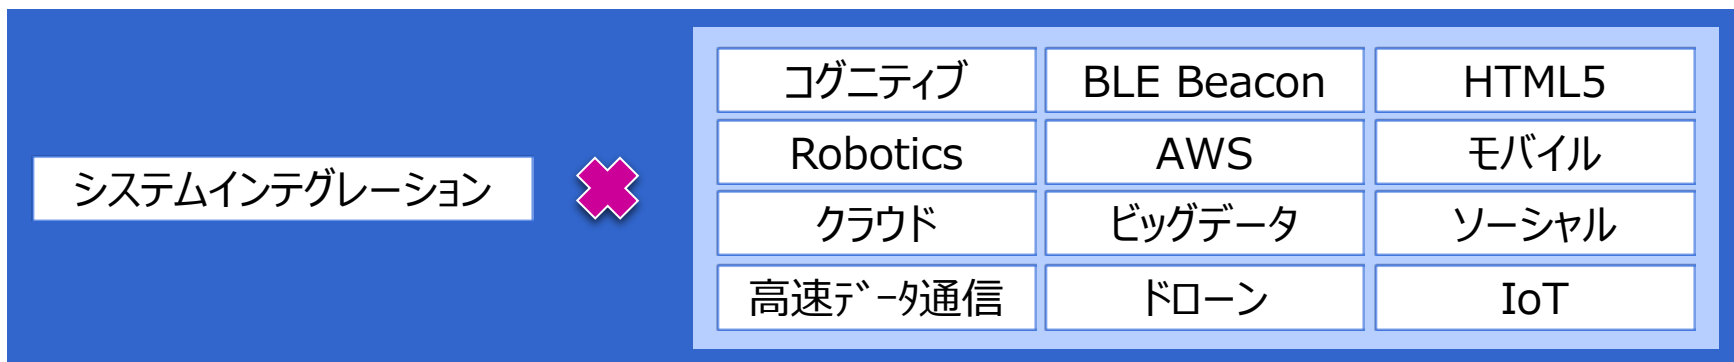 システムインテグレーション
コグニティブ BLE Beacon HTML5
Robotics AWS モバイル
クラウド ビッグデータ ソーシャル
高速ﾃﾞｰﾀ通信 ドローン IoT